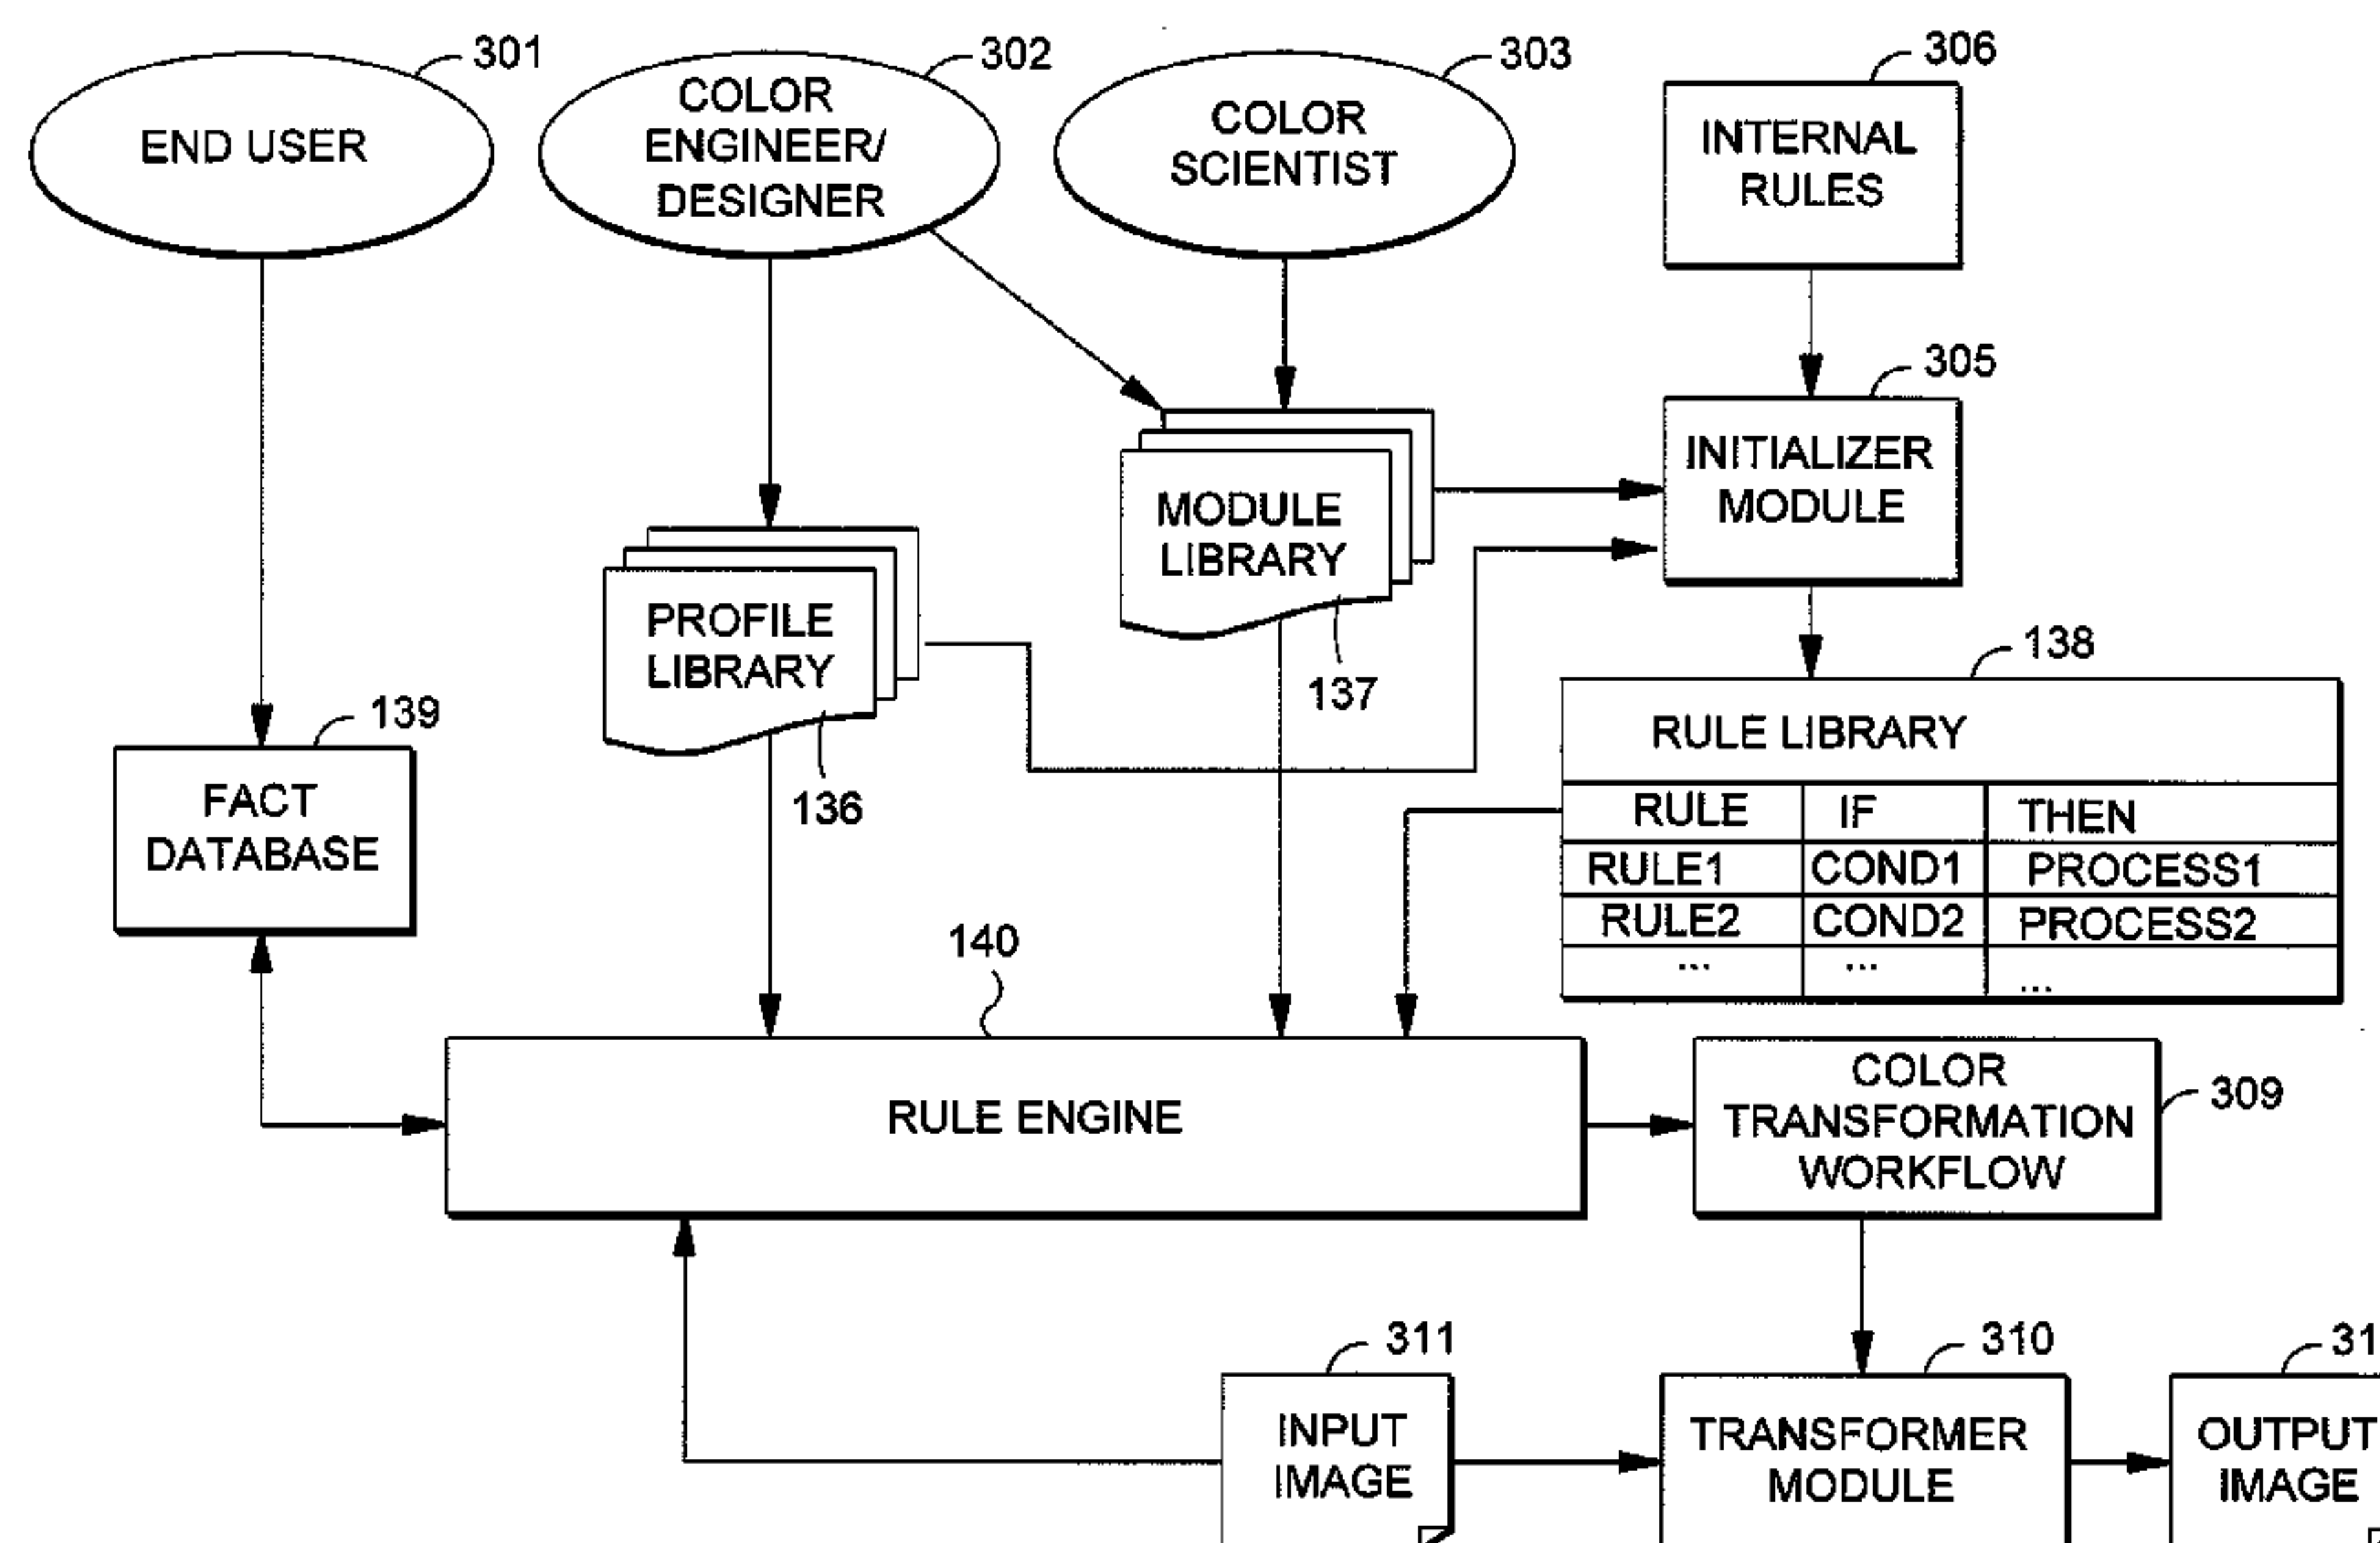 301
302
303
306
END USER
COLOR
ENGINEER/
DESIGNER
COLOR
SCIENTIST
INTERNAL
RULES
305
INITIALIZER
MODULE
MODULE
LIBRARY
137
PROFILE
LIBRARY
136
139
FACT
DATABASE
138
RULE LIBRARY
RULE IF THEN
RULE1 COND1 PROCESS1
RULE2 COND2 PROCESS2
... ... ...
140
RULE ENGINE
COLOR
TRANSFORMATION
WORKFLOW
309
311
INPUT
IMAGE
310
TRANSFORMER
MODULE
OUTPUT
IMAGE